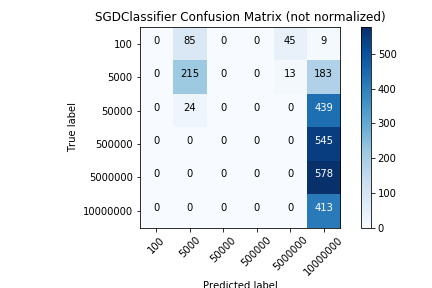 SGDClassifier Confusion Matrix (not normalized)
100 0 85 0 0 45 9
5000 0 215 0 0 13 183
50000 0 24 0 0 0 439
500000 0 0 0 0 0 545
5000000 0 0 0 0 0 578
10000000 0 0 0 0 0 413
True label
100 5000 50000 500000 5000000 10000000
Predicted label
500
400
300
200
100
0